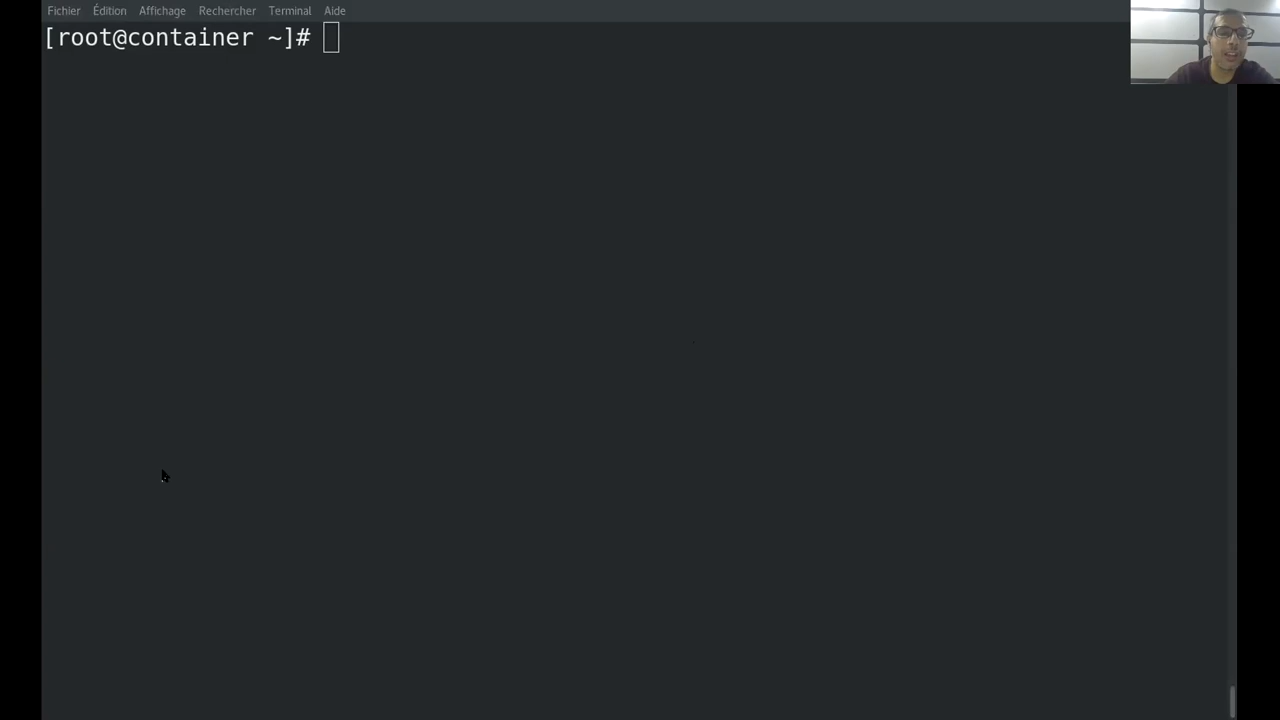 Fichier Édition Affichage Rechercher Terminal Aide
[root@container ~]#